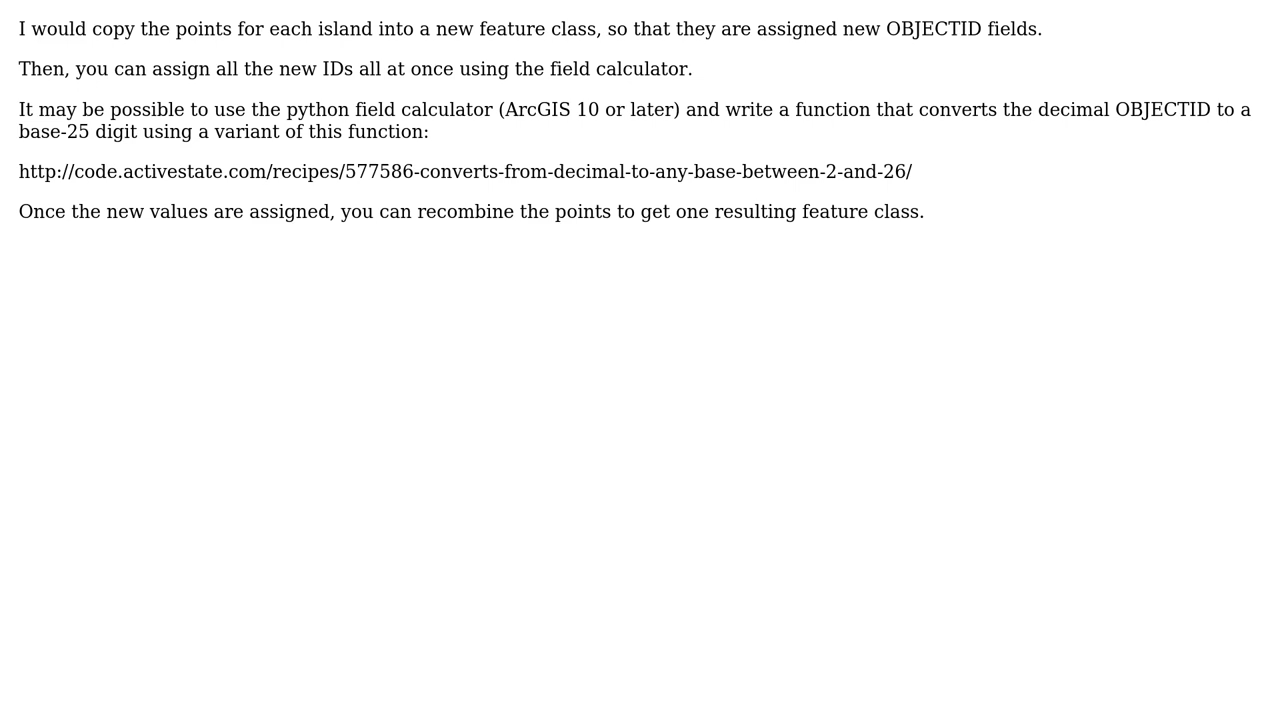 I would copy the points for each island into a new feature class, so that they are assigned new OBJECTID fields.
Then, you can assign all the new IDs all at once using the field calculator.
It may be possible to use the python field calculator (ArcGIS 10 or later) and write a function that converts the decimal OBJECTID to a
base-25 digit using a variant of this function:
http://code.activestate.com/recipes/577586-converts-from-decimal-to-any-base-between-2-and-26/
Once the new values are assigned, you can recombine the points to get one resulting feature class.